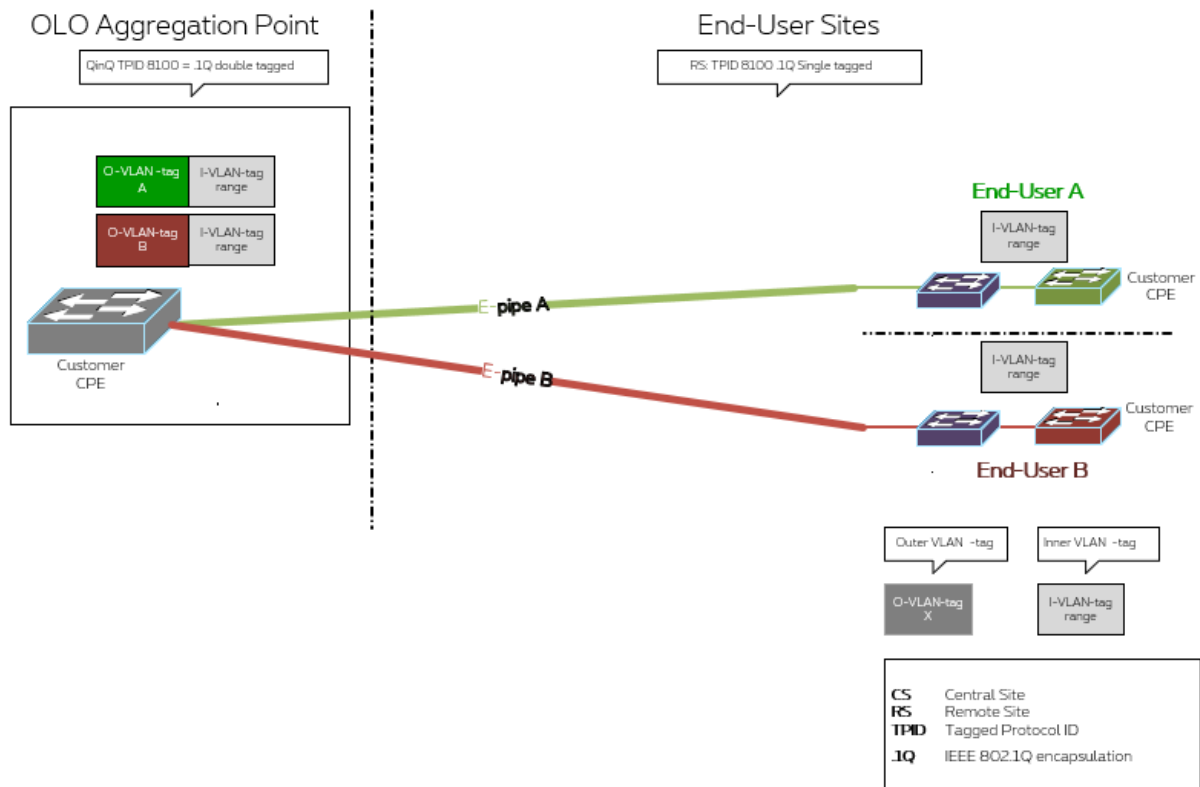 OLO Aggregation Point
End-User Sites
QinQ TPID 8100 = .1Q double tagged
RS: TPID 8100 .1Q Single tagged
O-VLAN -tag
A
I-VLAN-tag
range
O-VLAN-tag
B
I-VLAN-tag
range
Customer
CPE
E-pipe A
E-pipe B
End-User A
I-VLAN-tag
range
Customer
CPE
I-VLAN-tag
range
Customer
CPE
End-User B
Outer VLAN -tag
Inner VLAN -tag
O-VLAN-tag
X
I-VLAN-tag
range
CS Central Site
RS Remote Site
TPID Tagged Protocol ID
.1Q IEEE 802.1Q encapsulation